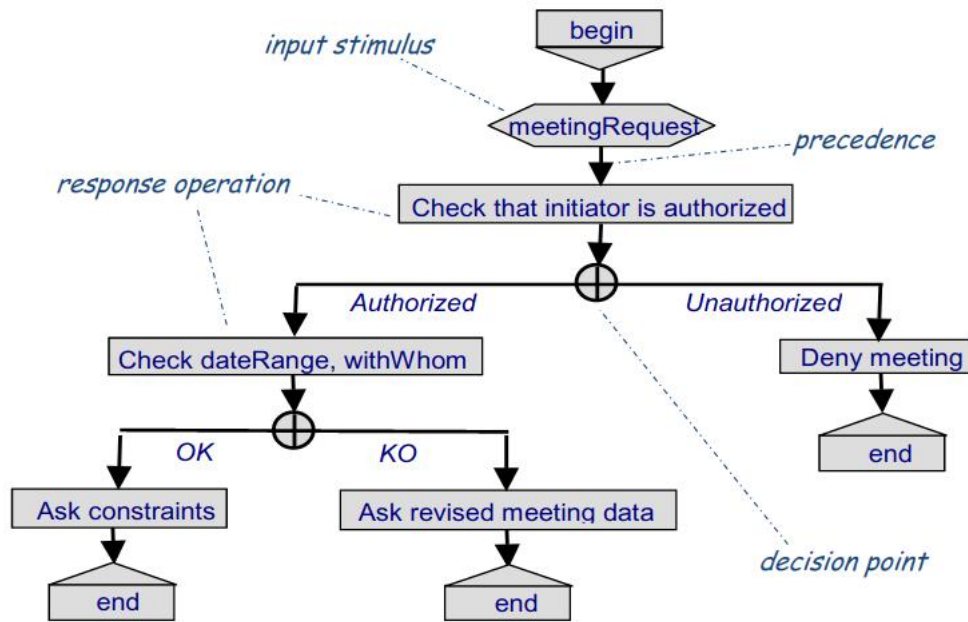 begin
input stimulus
meetingRequest
precedence
response operation
Check that initiator is authorized
Authorized
Unauthorized
Check dateRange, withWhom
Deny meeting
OK
KO
end
Ask constraints
Ask revised meeting data
decision point
end
end